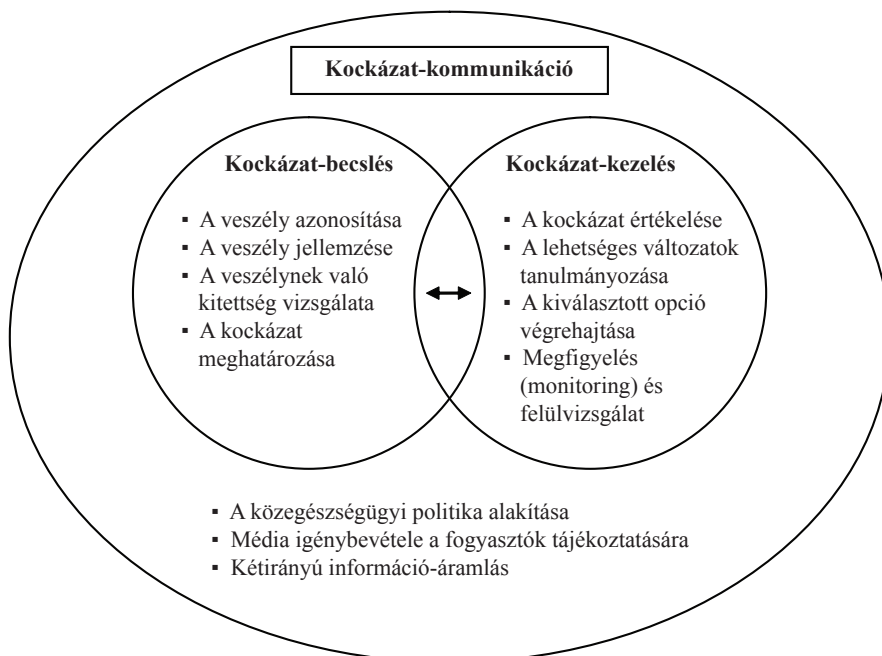 Kockázat-kommunikáció
Kockázat-becslés
▪ A veszély azonosítása
▪ A veszély jellemzése
▪ A veszélynek való
kitettség vizsgálata
▪ A kockázat
meghatározása
Kockázat-kezelés
▪ A kockázat értékelése
▪ A lehetséges változatok
tanulmányozása
▪ A kiválasztott opció
végrehajtása
▪ Megfigyelés
(monitoring) és
felülvizsgálat
▪ A közegészségügyi politika alakítása
▪ Média igénybevétele a fogyasztók tájékoztatására
▪ Kétirányú információ-áramlás